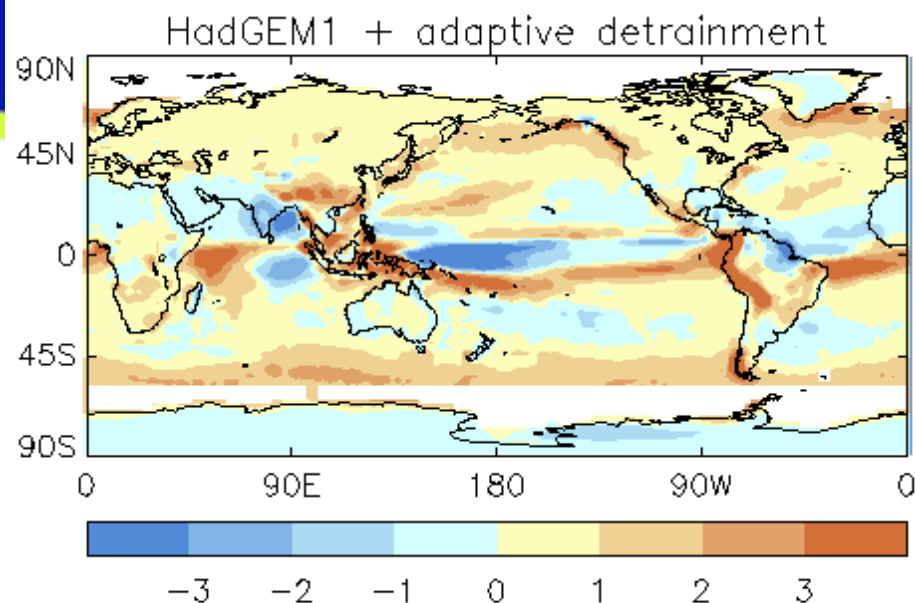 HadGEM1 + adaptive detrainment
90N
45N
0
45S
90S
0 90E 180 90W 0
−3 −2 −1 0 1 2 3